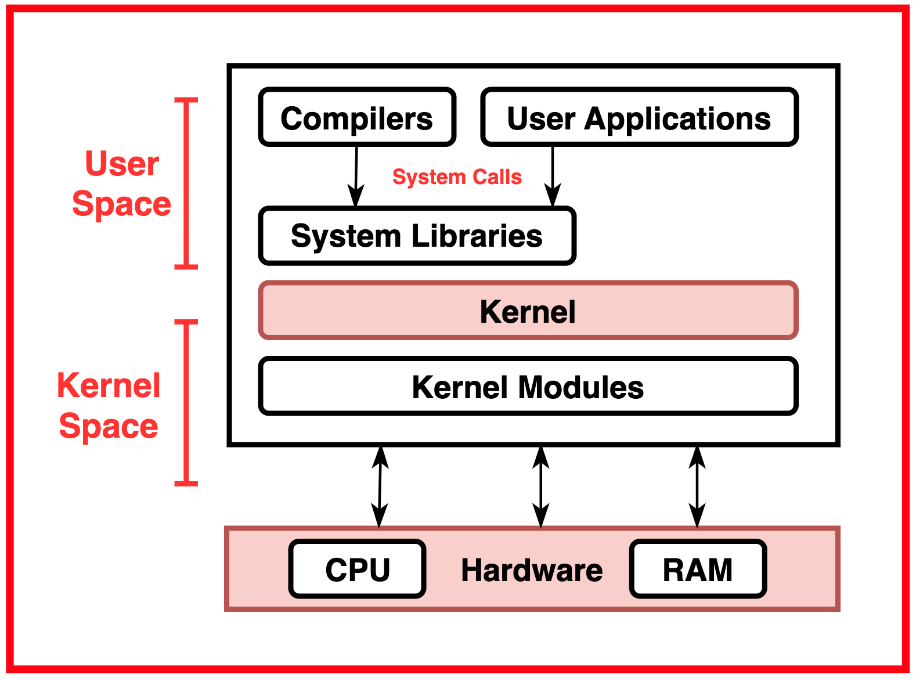 Compilers
User Applications
System Calls
User
Space
System Libraries
Kernel
Kernel
Space
Kernel Modules
CPU
Hardware
RAM